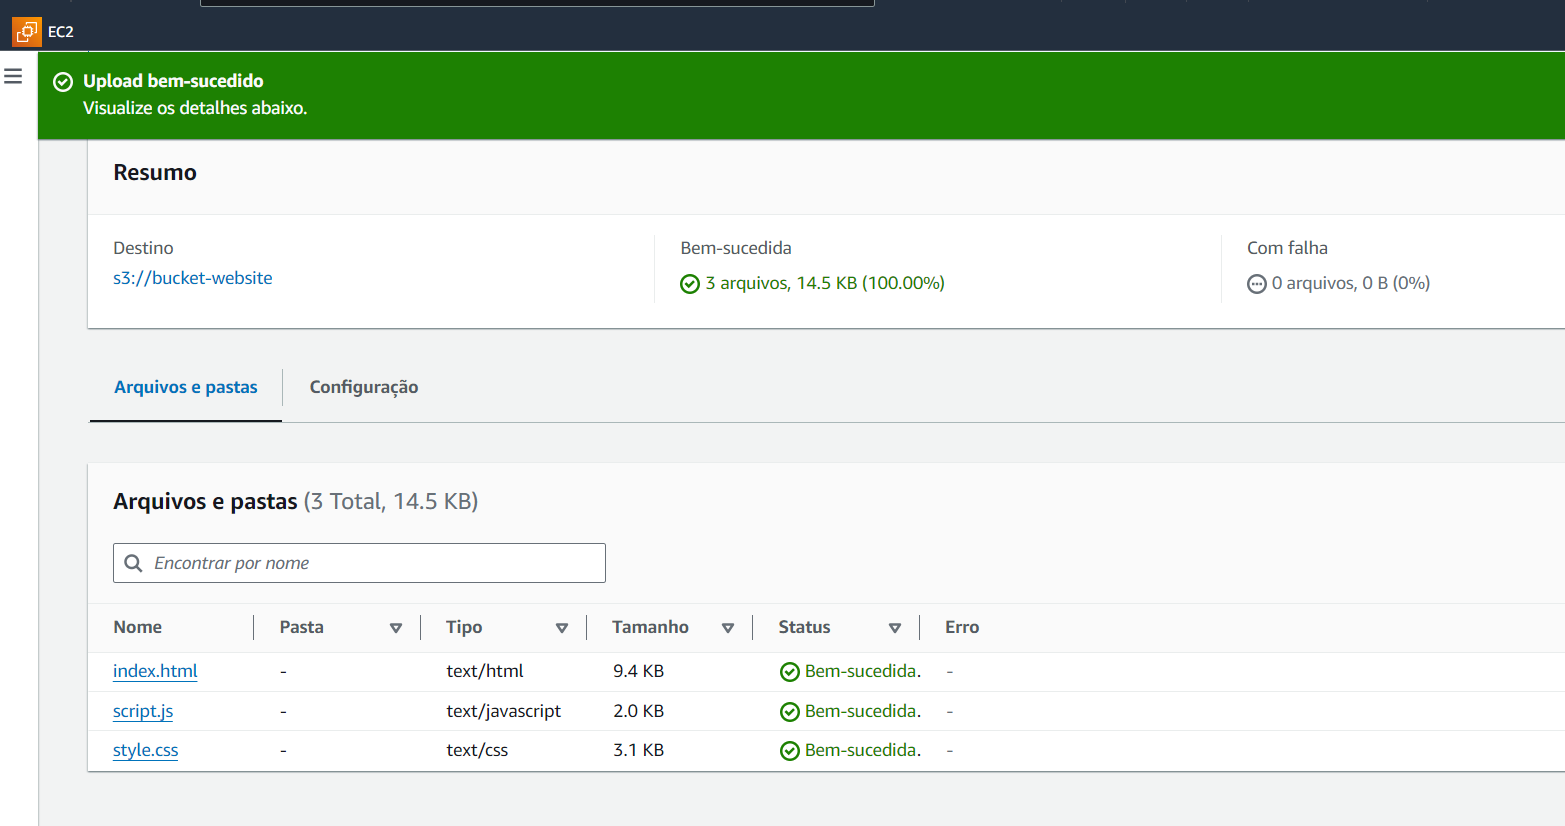 EC2
Upload bem-sucedido
Visualize os detalhes abaixo.
Resumo
Destino
s3://bucket-website
Bem-sucedida
3 arquivos, 14.5 KB (100.00%)
Com falha
0 arquivos, 0 B (0%)
Arquivos e pastas
Configuração
Arquivos e pastas (3 Total, 14.5 KB)
Encontrar por nome
Nome Pasta Tipo Tamanho Status Erro
index.html - text/html 9.4 KB Bem-sucedida. -
script.js - text/javascript 2.0 KB Bem-sucedida. -
style.css - text/css 3.1 KB Bem-sucedida. -